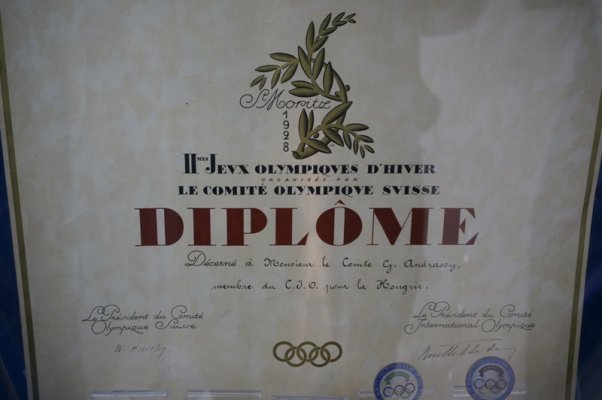 St Moritz
1928
IImes JEVX OLYMPIQVES D'HIVER
ORGANISÉS PAR
LE COMITÉ OLYMPIQVE SVISSE
DIPLÔME
Décerné à Monsieur le Comte G. Andrassy,
membre du C.I.O. pour la Hongrie.
Le Président du Comité
Olympique Suisse
Le Président du Comité
International Olympique